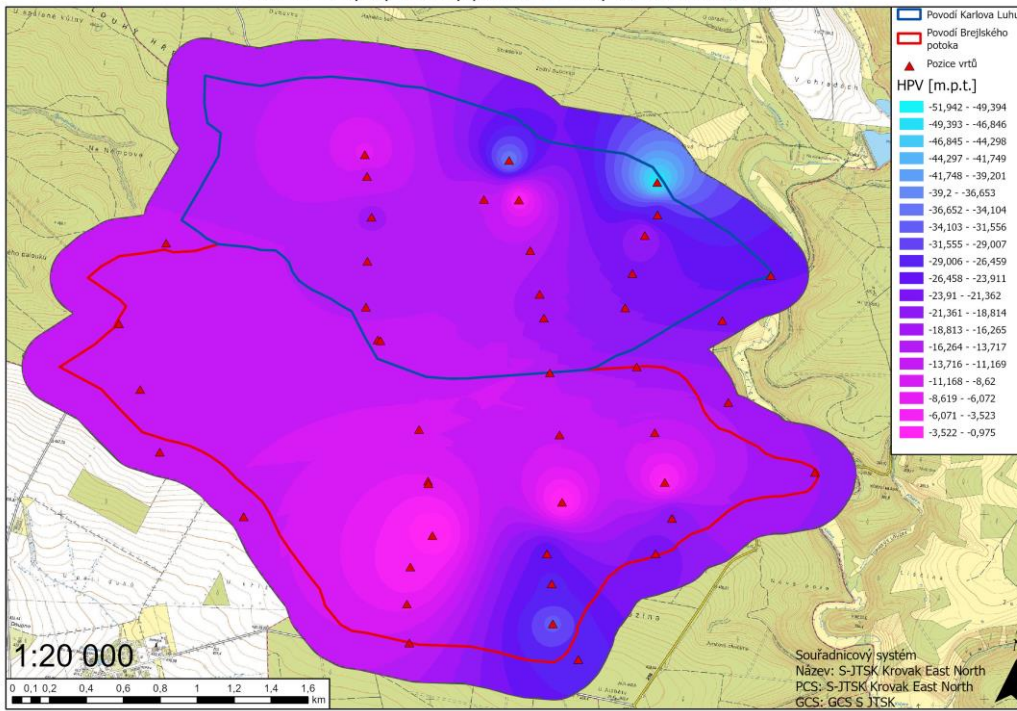 Povodí Karlova Luhu
Povodí Brejlského
potoka
Pozice vrtů
HPV [m.p.t.]
-51,942 - -49,394
-49,393 - -46,846
-46,845 - -44,298
-44,297 - -41,749
-41,748 - -39,201
-39,2 - -36,653
-36,652 - -34,104
-34,103 - -31,556
-31,555 - -29,007
-29,006 - -26,459
-26,458 - -23,911
-23,91 - -21,362
-21,361 - -18,814
-18,813 - -16,265
-16,264 - -13,717
-13,716 - -11,169
-11,168 - -8,62
-8,619 - -6,072
-6,071 - -3,523
-3,522 - -0,975
V ohradách
Na Němcově
1:20 000
0 0,1 0,2 0,4 0,6 0,8 1 1,2 1,4 1,6
km
Souřadnicový systém
Název: S-JTSK Krovak East North
PCS: S-JTSK Krovak East North
GCS: GCS S JTSK